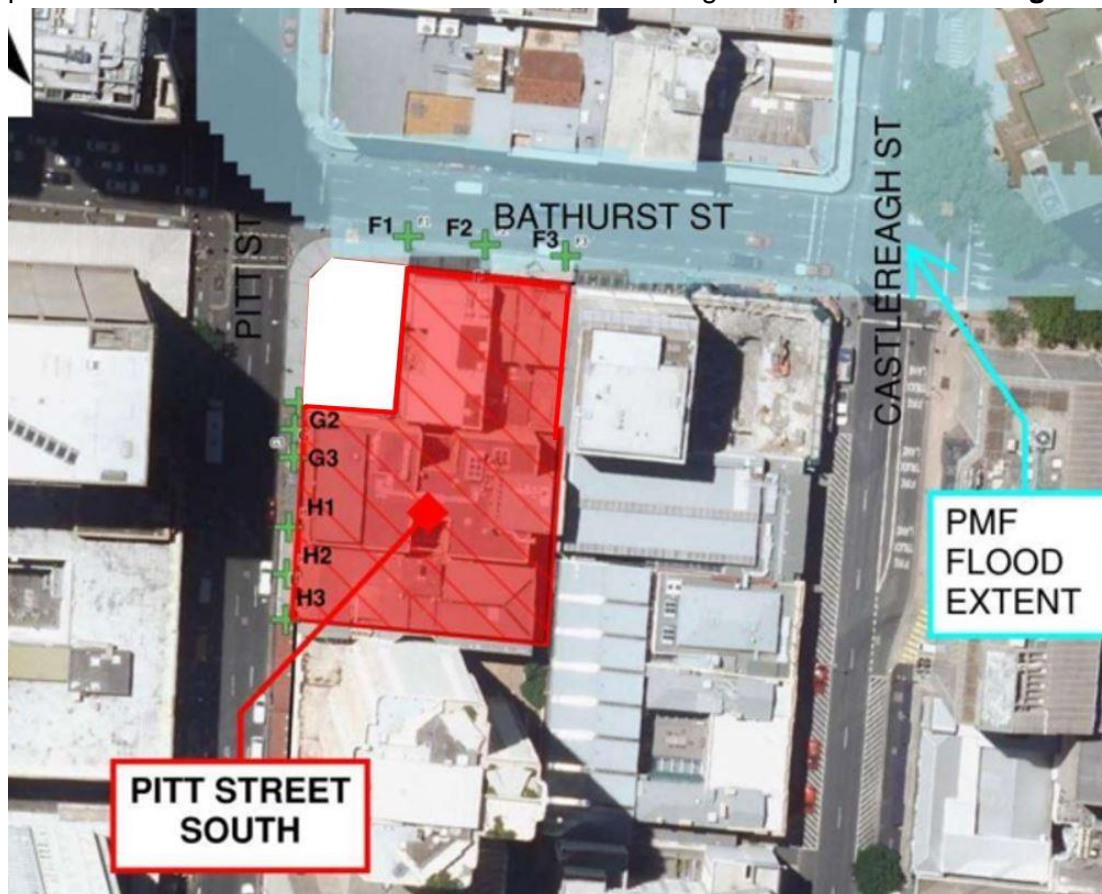 PITT ST
BATHURST ST
CASTLEREAGH ST
F1
F2
F3
G2
G3
H1
H2
H3
PMF
FLOOD
EXTENT
PITT STREET
SOUTH